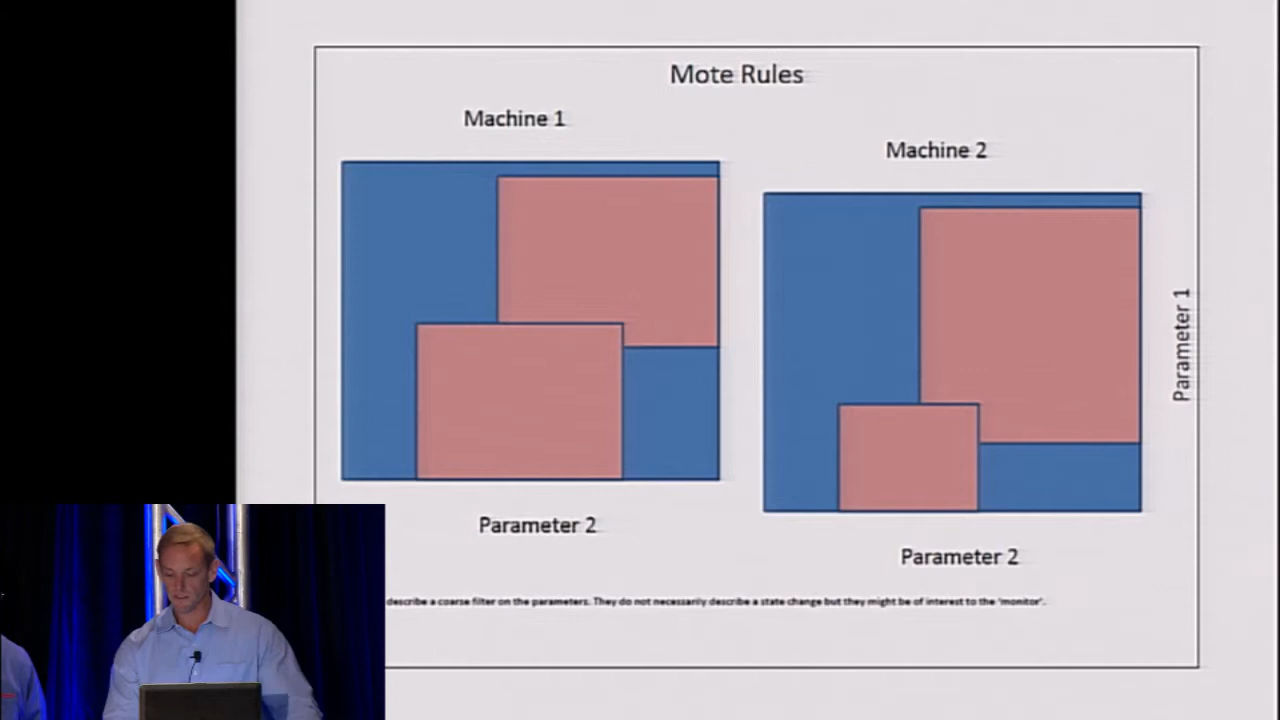 Mote Rules
Machine 1
Machine 2
Parameter 1
Parameter 2
Parameter 2
describe a coarse filter on the parameters. They do not necessarily describe a state change but they might be of interest to the 'monitor'.